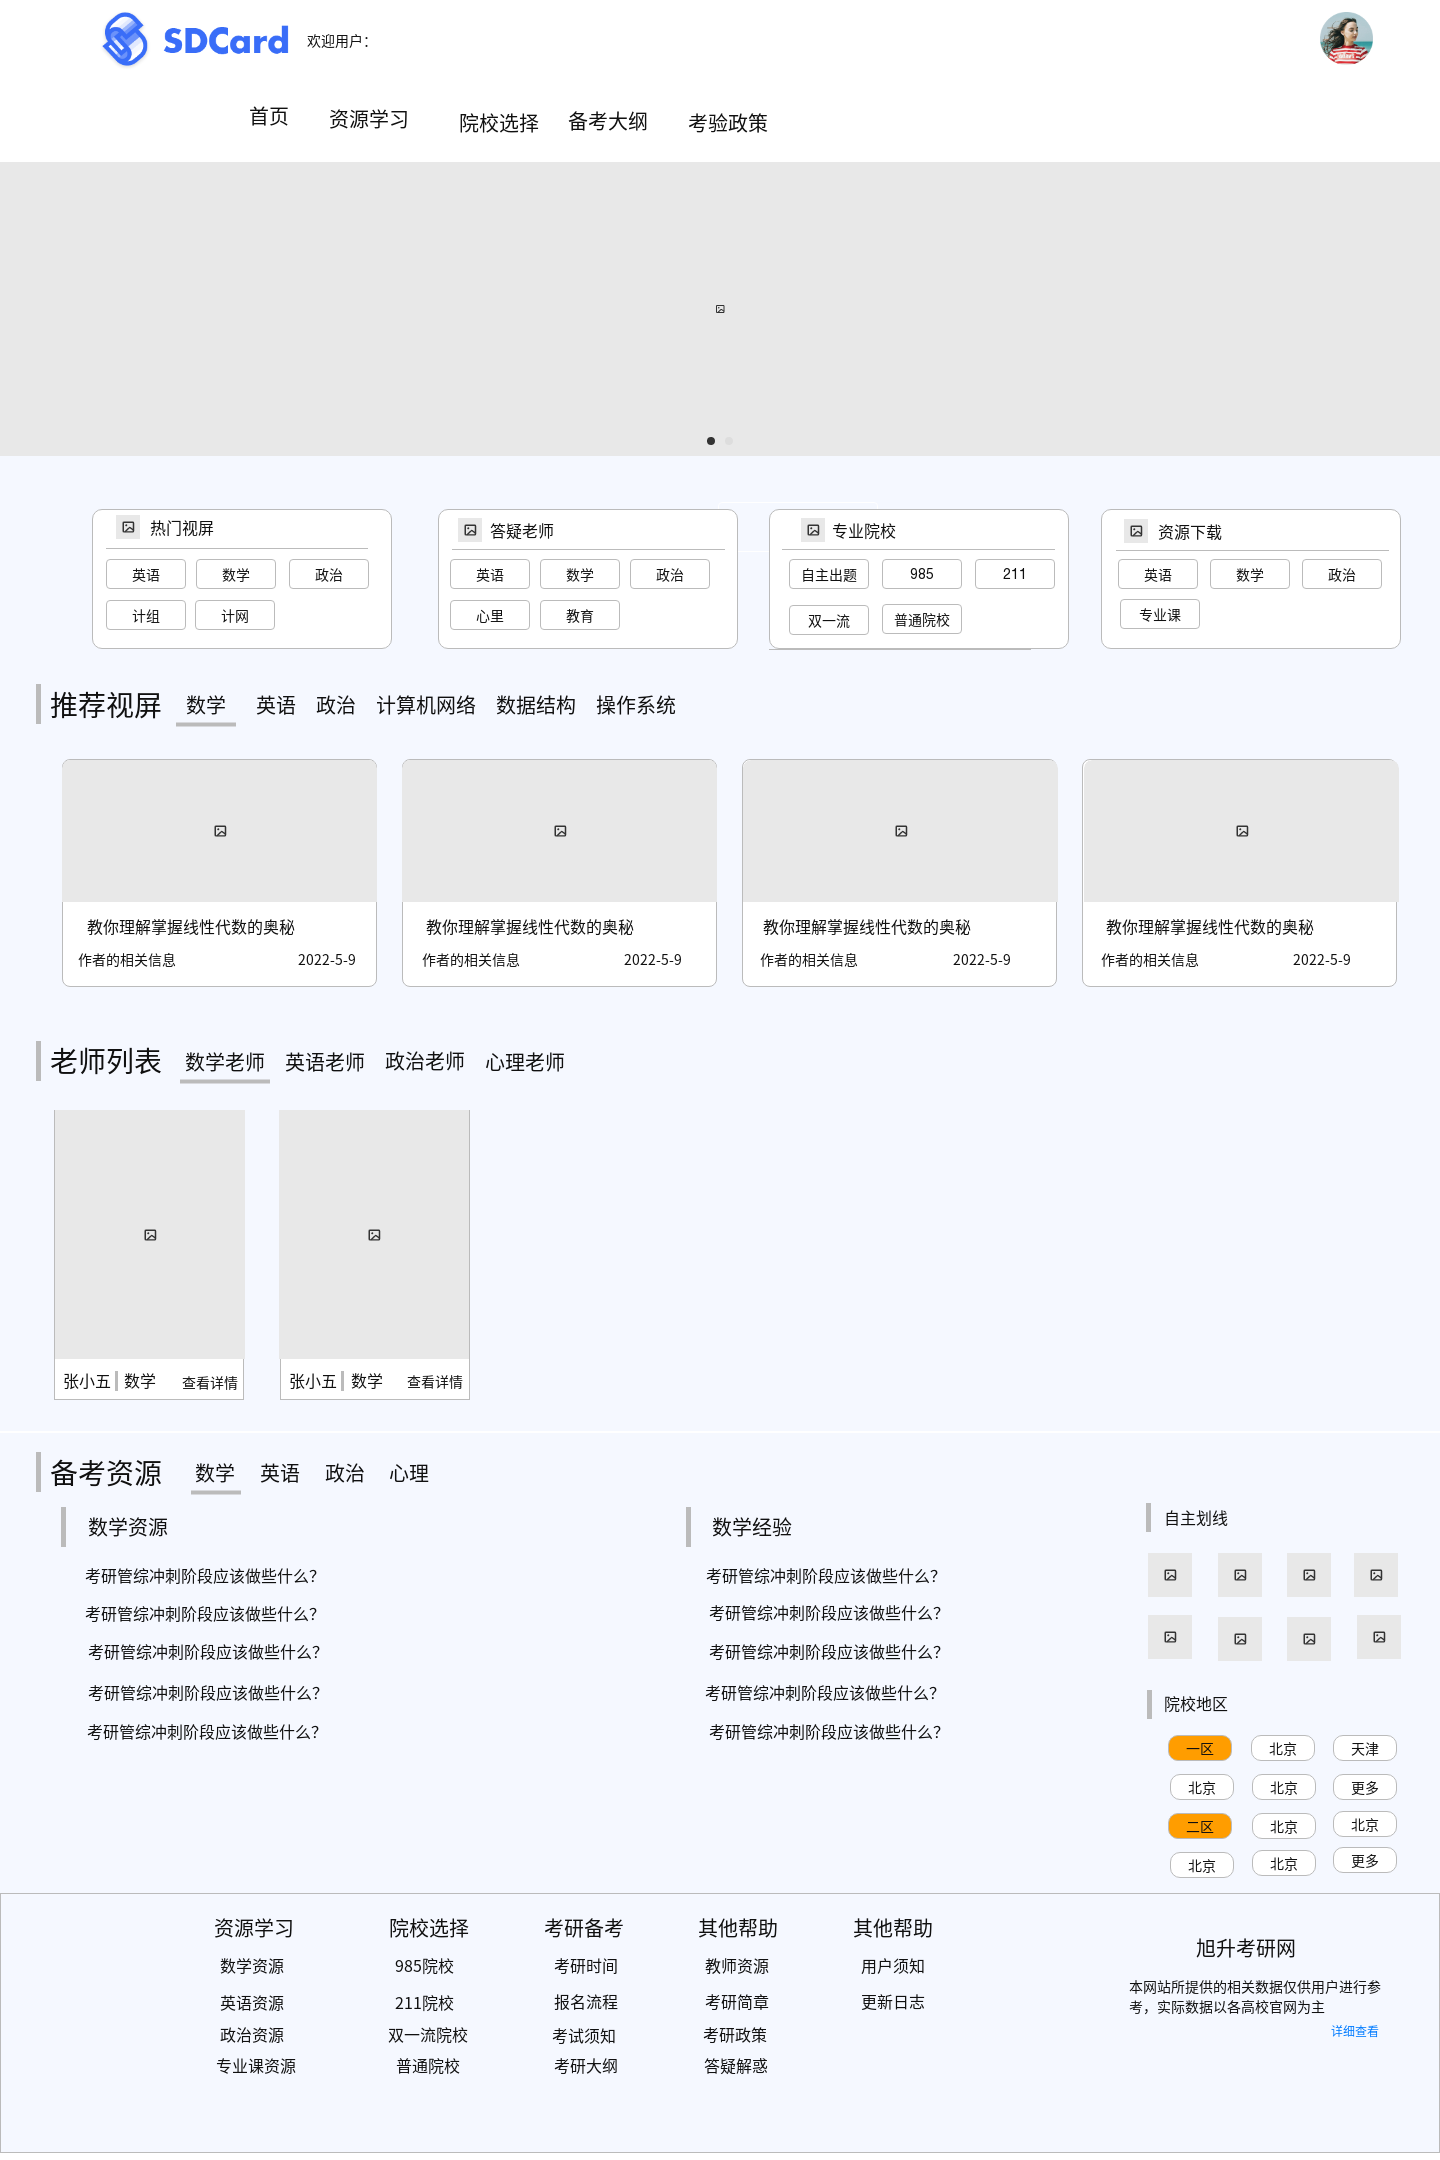 SDCard 欢迎用户：
首页 资源学习 院校选择 备考大纲 考验政策
热门视屏
英语 数学 政治
计组 计网
答疑老师
英语 数学 政治
心里 教育
专业院校
自主出题 985 211
双一流 普通院校
资源下载
英语 数学 政治
专业课
推荐视屏 数学 英语 政治 计算机网络 数据结构 操作系统
教你理解掌握线性代数的奥秘
作者的相关信息 2022-5-9
教你理解掌握线性代数的奥秘
作者的相关信息 2022-5-9
教你理解掌握线性代数的奥秘
作者的相关信息 2022-5-9
教你理解掌握线性代数的奥秘
作者的相关信息 2022-5-9
老师列表 数学老师 英语老师 政治老师 心理老师
张小五 数学 查看详情
张小五 数学 查看详情
备考资源 数学 英语 政治 心理
数学资源
考研管综冲刺阶段应该做些什么？
考研管综冲刺阶段应该做些什么？
考研管综冲刺阶段应该做些什么？
考研管综冲刺阶段应该做些什么？
考研管综冲刺阶段应该做些什么？
数学经验
考研管综冲刺阶段应该做些什么？
考研管综冲刺阶段应该做些什么？
考研管综冲刺阶段应该做些什么？
考研管综冲刺阶段应该做些什么？
考研管综冲刺阶段应该做些什么？
自主划线
院校地区
一区 北京 天津
北京 北京 更多
二区 北京 北京
北京 北京 更多
资源学习
数学资源
英语资源
政治资源
专业课资源
院校选择
985院校
211院校
双一流院校
普通院校
考研备考
考研时间
报名流程
考试须知
考研大纲
其他帮助
教师资源
考研简章
考研政策
答疑解惑
其他帮助
用户须知
更新日志
旭升考研网
本网站所提供的相关数据仅供用户进行参
考，实际数据以各高校官网为主
详细查看